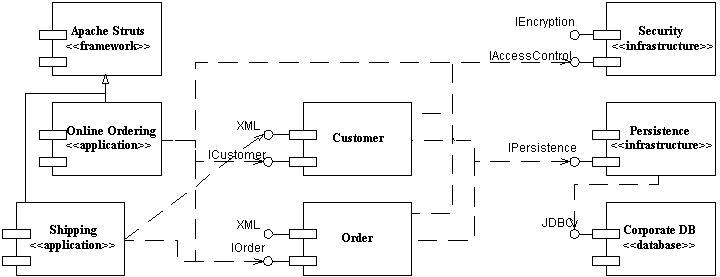 Apache Struts
<<framework>>
IEncryption
Security
<<infrastructure>>
IAccessControl
Online Ordering
<<application>>
XML
ICustomer
Customer
IPersistence
Persistence
<<infrastructure>>
Shipping
<<application>>
XML
IOrder
Order
JDBC
Corporate DB
<<database>>